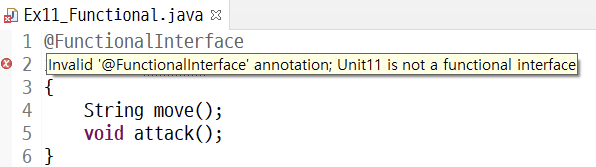 Ex11_Functional.java
1 @FunctionalInterface
2 Invalid '@FunctionalInterface' annotation; Unit11 is not a functional interface
3 {
4 String move();
5 void attack();
6 }